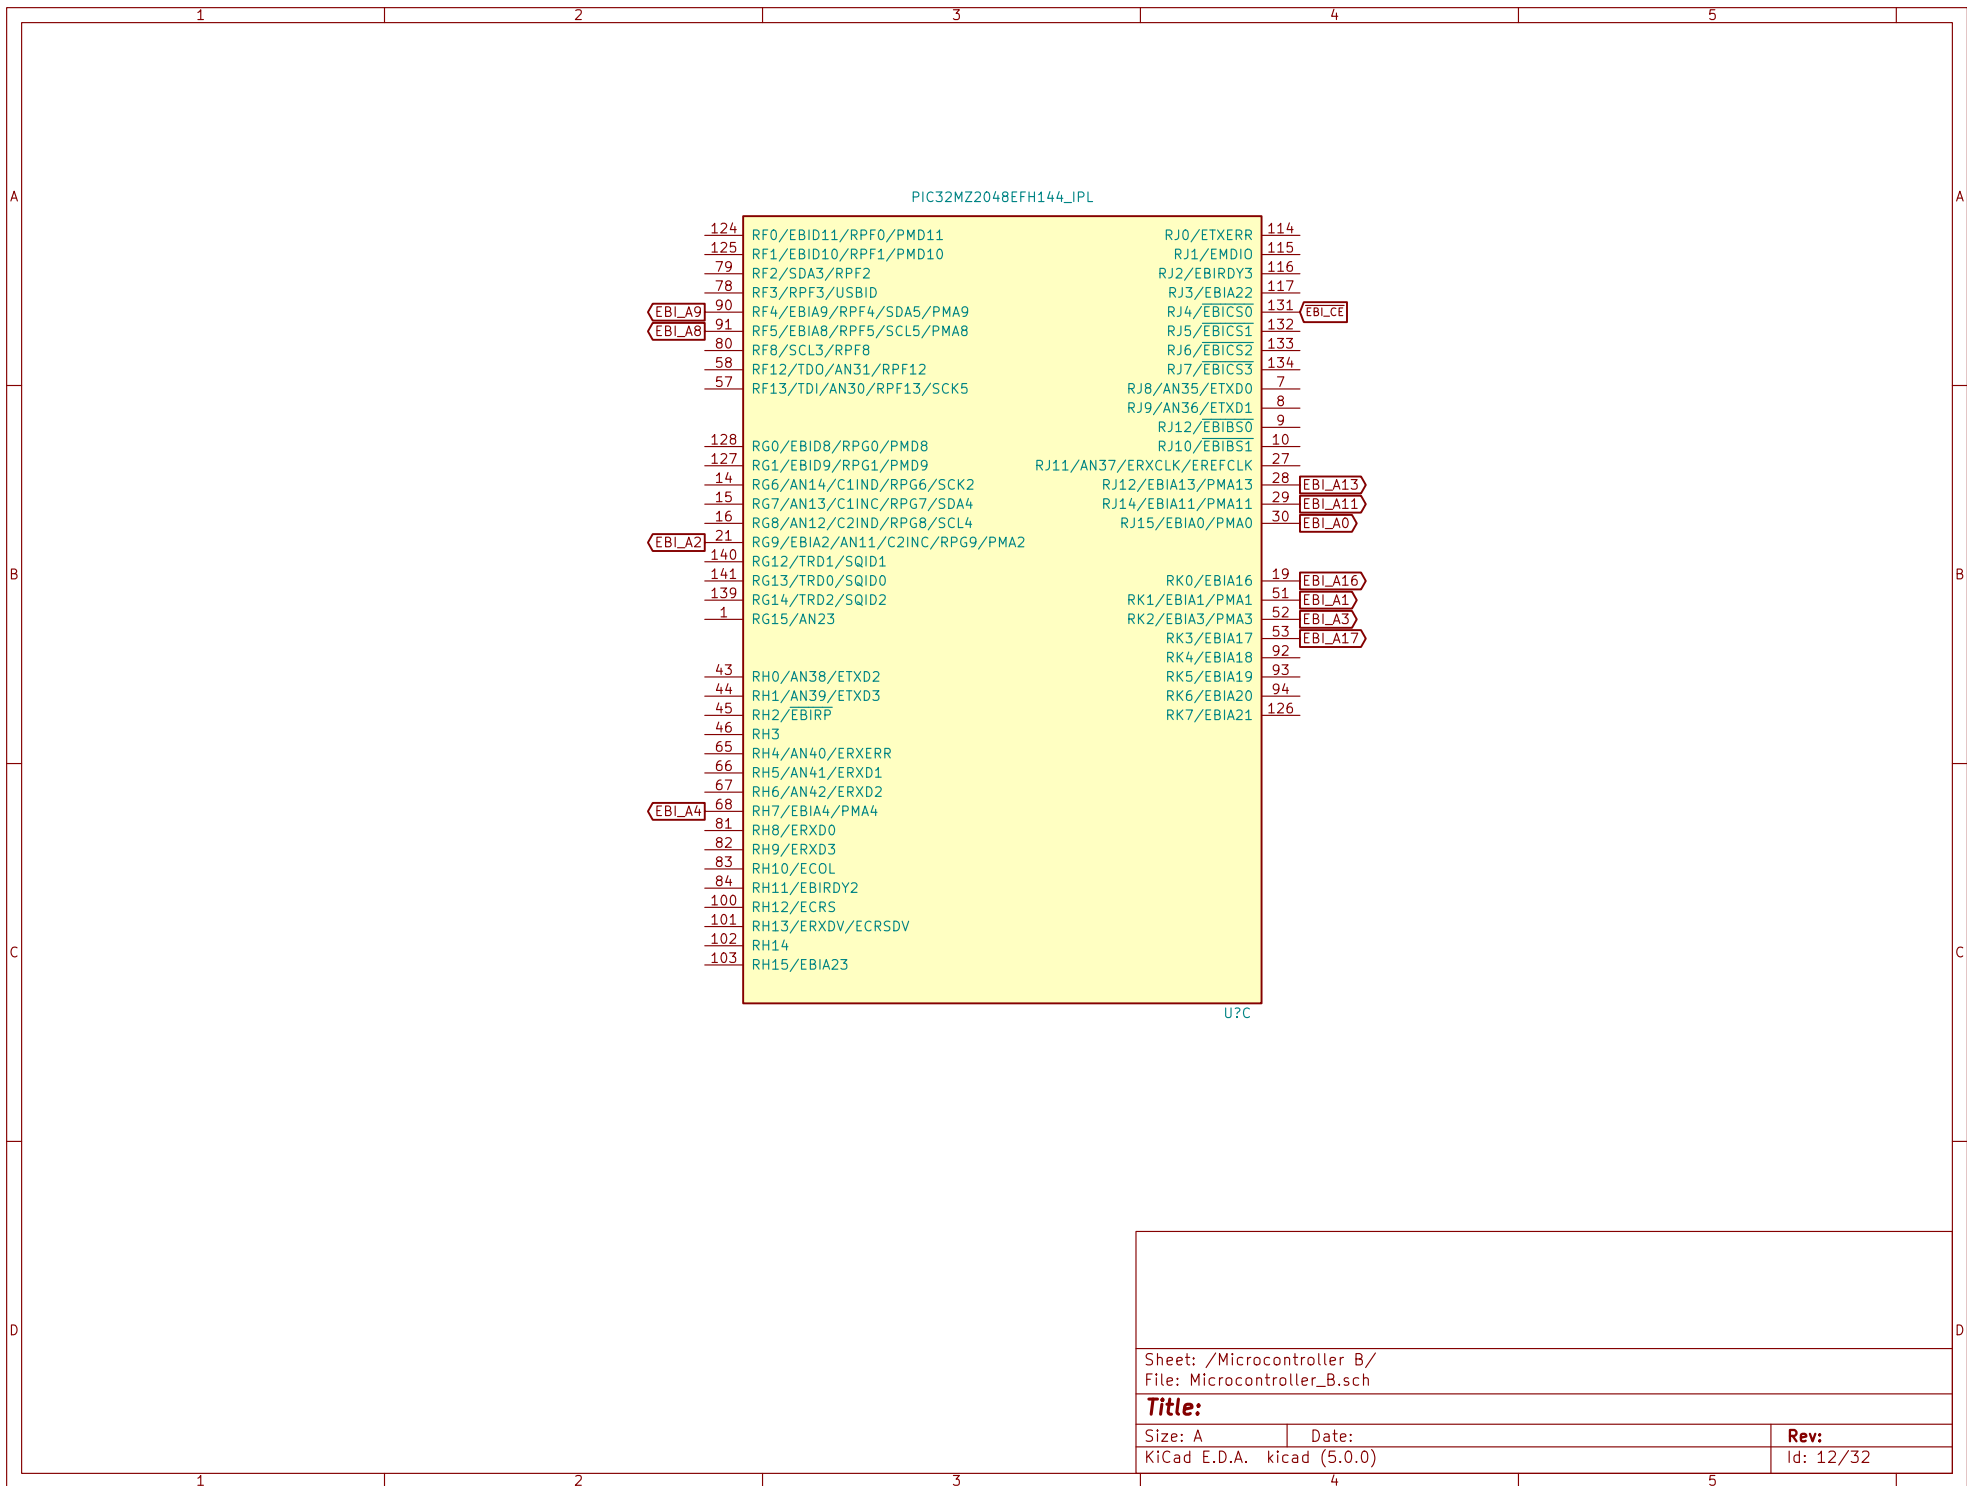 1 2 3 4 5
A A
PIC32MZ2048EFH144_IPL
124 RF0/EBID11/RPF0/PMD11 RJ0/ETXERR 114
125 RF1/EBID10/RPF1/PMD10 RJ1/EMDIO 115
79 RF2/SDA3/RPF2 RJ2/EBIRDY3 116
78 RF3/RPF3/USBID RJ3/EBIA22 117
EBI_A9 90 RF4/EBIA9/RPF4/SDA5/PMA9 RJ4/EBICS0 131 EBI_CE
EBI_A8 91 RF5/EBIA8/RPF5/SCL5/PMA8 RJ5/EBICS1 132
80 RF8/SCL3/RPF8 RJ6/EBICS2 133
58 RF12/TDO/AN31/RPF12 RJ7/EBICS3 134
57 RF13/TDI/AN30/RPF13/SCK5 RJ8/AN35/ETXD0 7
RJ9/AN36/ETXD1 8
RJ12/EBIBS0 9
128 RG0/EBID8/RPG0/PMD8 RJ10/EBIBS1 10
127 RG1/EBID9/RPG1/PMD9 RJ11/AN37/ERXCLK/EREFCLK 27
14 RG6/AN14/C1IND/RPG6/SCK2 RJ12/EBIA13/PMA13 28 EBI_A13
15 RG7/AN13/C1INC/RPG7/SDA4 RJ14/EBIA11/PMA11 29 EBI_A11
16 RG8/AN12/C2IND/RPG8/SCL4 RJ15/EBIA0/PMA0 30 EBI_A0
EBI_A2 21 RG9/EBIA2/AN11/C2INC/RPG9/PMA2
140 RG12/TRD1/SQID1
B B
141 RG13/TRD0/SQID0 RK0/EBIA16 19 EBI_A16
139 RG14/TRD2/SQID2 RK1/EBIA1/PMA1 51 EBI_A1
1 RG15/AN23 RK2/EBIA3/PMA3 52 EBI_A3
RK3/EBIA17 53 EBI_A17
RK4/EBIA18 92
43 RH0/AN38/ETXD2 RK5/EBIA19 93
44 RH1/AN39/ETXD3 RK6/EBIA20 94
45 RH2/EBIRP RK7/EBIA21 126
46 RH3
65 RH4/AN40/ERXERR
66 RH5/AN41/ERXD1
67 RH6/AN42/ERXD2
EBI_A4 68 RH7/EBIA4/PMA4
81 RH8/ERXD0
82 RH9/ERXD3
83 RH10/ECOL
84 RH11/EBIRDY2
100 RH12/ECRS
101 RH13/ERXDV/ECRSDV
102 RH14
C C
103 RH15/EBIA23
U?C
D D
Sheet: /Microcontroller B/
File: Microcontroller_B.sch
Title:
Size: A Date: Rev:
KiCad E.D.A. kicad (5.0.0) Id: 12/32
1 2 3 4 5